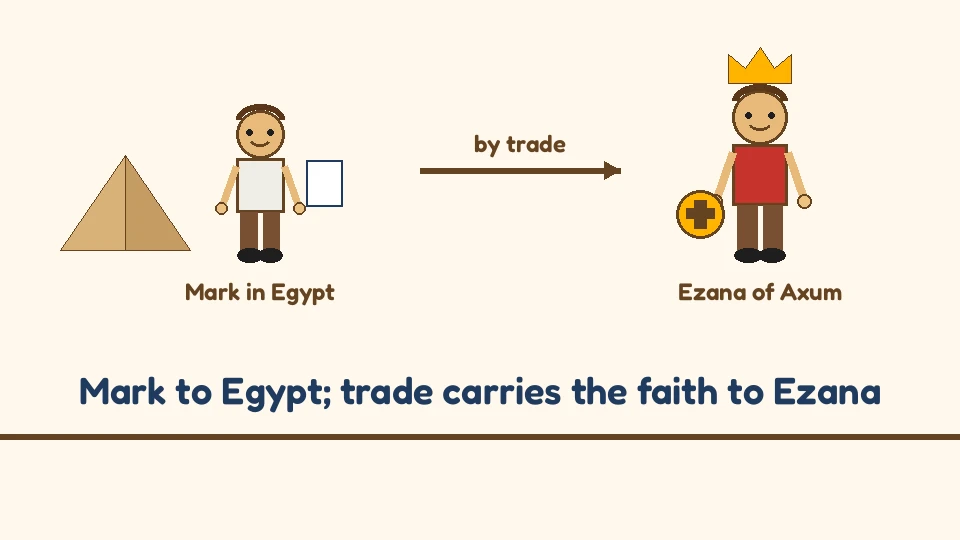 by trade
Mark in Egypt
Ezana of Axum
Mark to Egypt; trade carries the faith to Ezana